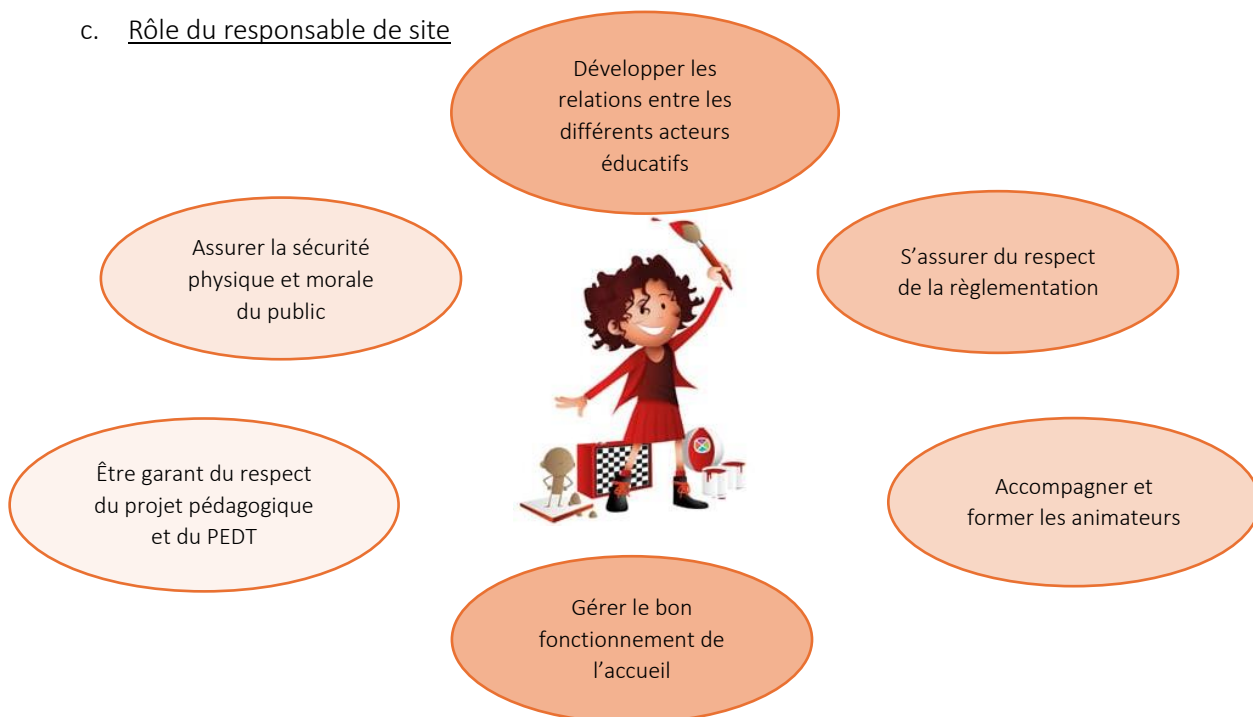 c. Rôle du responsable de site
Développer les
relations entre les
différents acteurs
éducatifs
Assurer la sécurité
physique et morale
du public
S’assurer du respect
de la règlementation
Être garant du respect
du projet pédagogique
et du PEDT
Accompagner et
former les animateurs
Gérer le bon
fonctionnement de
l’accueil